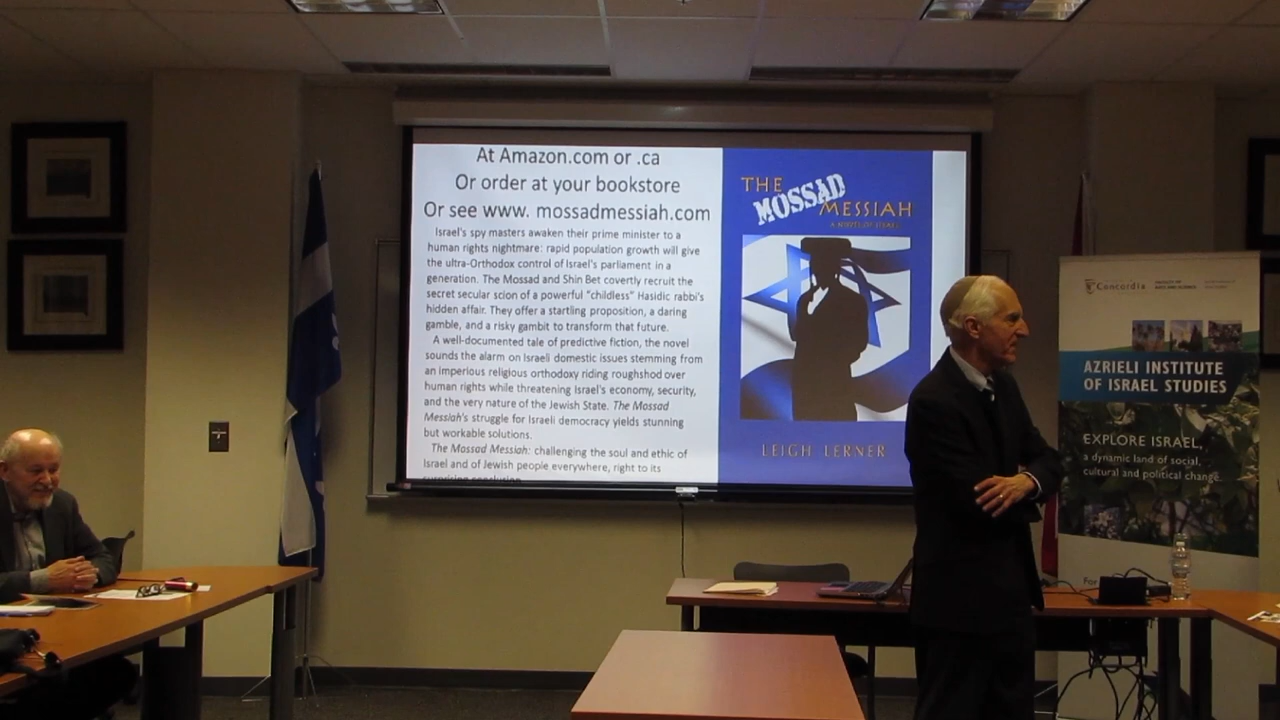 At Amazon.com or .ca
Or order at your bookstore
Or see www. mossadmessiah.com
Israel's spy masters awaken their prime minister to a
human rights nightmare: rapid population growth will give
the ultra-Orthodox control of Israel's parliament in a
generation. The Mossad and Shin Bet covertly recruit the
secret secular scion of a powerful "childless" Hasidic rabbi's
hidden affair. They offer a startling proposition, a daring
gamble, and a risky gambit to transform that future.
A well-documented tale of predictive fiction, the novel
sounds the alarm on Israeli domestic issues stemming from
an imperious religious orthodoxy riding roughshod over
human rights while threatening Israel's economy, security,
and the very nature of the Jewish State. The Mossad
Messiah's struggle for Israeli democracy yields stunning
but workable solutions.
The Mossad Messiah: challenging the soul and ethic of
Israel and of Jewish people everywhere, right to its
surprising conclusion
THE
MOSSAD
MESSIAH
A NOVEL OF ISRAEL
LEIGH LERNER
Concordia
AZRIELI INSTITUTE
OF ISRAEL STUDIES
EXPLORE ISRAEL,
a dynamic land of social,
cultural and political change.